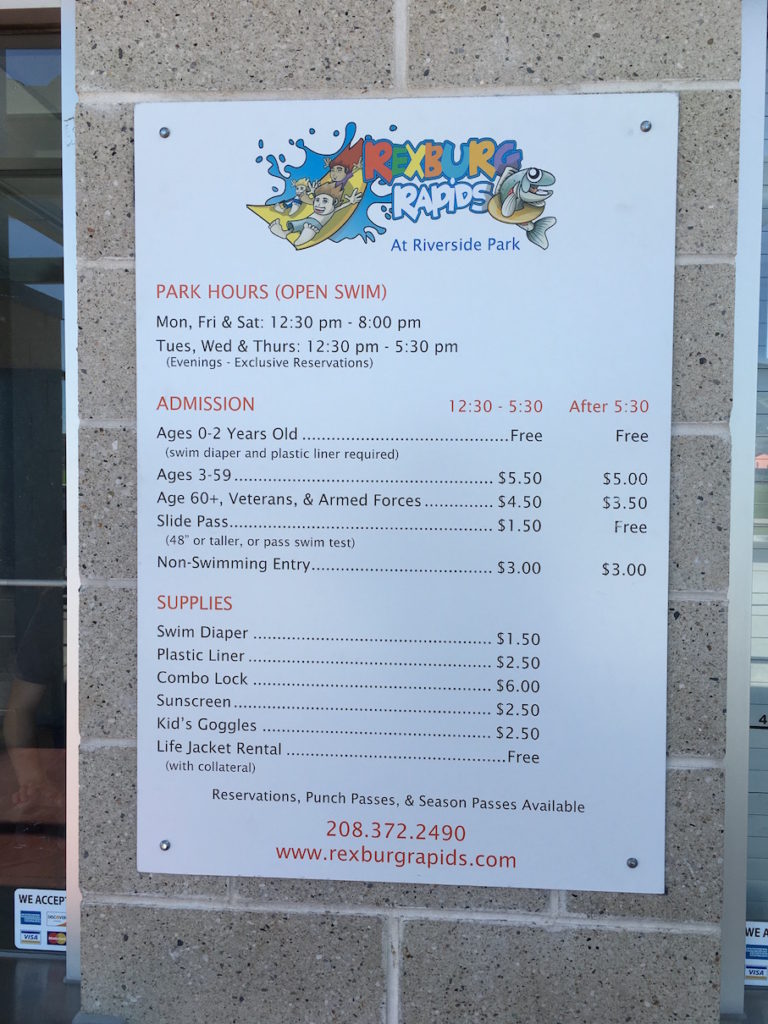 REXBURG
RAPIDS
At Riverside Park
PARK HOURS (OPEN SWIM)
Mon, Fri & Sat: 12:30 pm - 8:00 pm
Tues, Wed & Thurs: 12:30 pm - 5:30 pm
(Evenings - Exclusive Reservations)
ADMISSION 12:30 - 5:30 After 5:30
Ages 0-2 Years Old ........................................Free Free
(swim diaper and plastic liner required)
Ages 3-59.................................................... $5.50 $5.00
Age 60+, Veterans, & Armed Forces............. $4.50 $3.50
Slide Pass.................................................... $1.50 Free
(48" or taller, or pass swim test)
Non-Swimming Entry.................................... $3.00 $3.00
SUPPLIES
Swim Diaper ............................................... $1.50
Plastic Liner ................................................ $2.50
Combo Lock ............................................... $6.00
Sunscreen................................................... $2.50
Kid's Goggles ............................................. $2.50
Life Jacket Rental ...........................................Free
(with collateral)
Reservations, Punch Passes, & Season Passes Available
208.372.2490
www.rexburgrapids.com
WE ACCEP
DISCOVER
VISA MasterCard
4
WE A
VISA